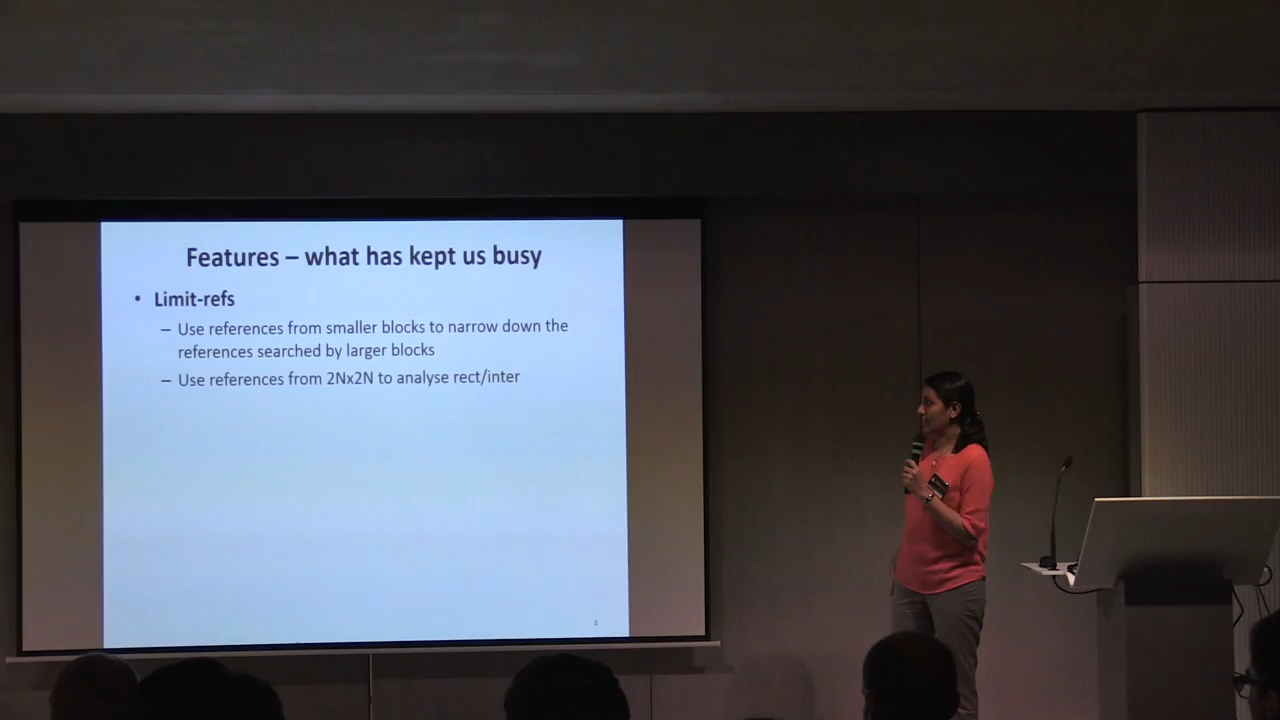 Features – what has kept us busy
• Limit-refs
– Use references from smaller blocks to narrow down the
references searched by larger blocks
– Use references from 2Nx2N to analyse rect/inter
4